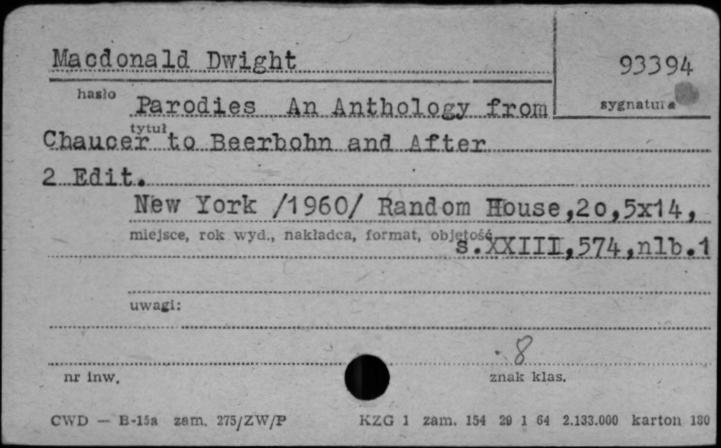 Macdonald Dwight
93394
hasło
sygnatura
Parodies An Anthology from
tytuł
Chaucer to Beerbohn and After
2 Edit.
New York /1960/ Random House,2o,5x14,
miejsce, rok wyd., nakładca, format, objętość
s.XXIII,574,nlb.1
uwagi:
8
nr inw.
znak klas.
CWD — B-15a zam. 275/ZW/P
KZG 1 zam. 154 29 1 64 2.133.000 karton 180